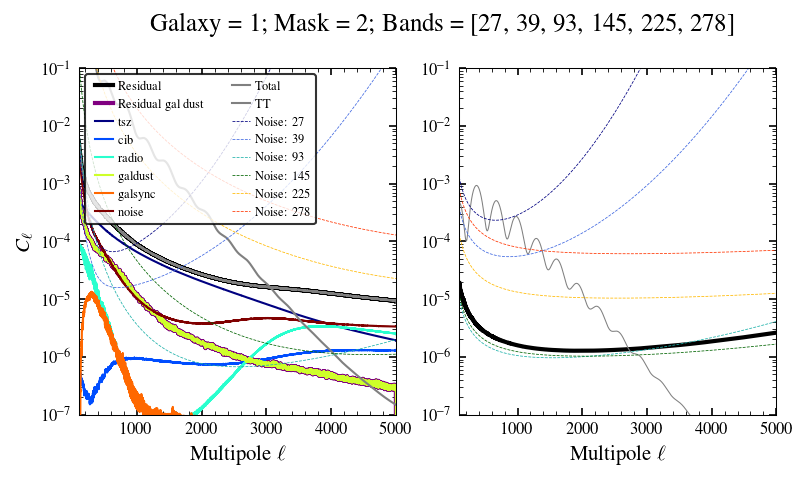 Galaxy = 1; Mask = 2; Bands = [27, 39, 93, 145, 225, 278]
10⁻¹
10⁻²
10⁻³
10⁻⁴
10⁻⁵
10⁻⁶
10⁻⁷
C_ℓ
Residual
Residual gal dust
tsz
cib
radio
galdust
galsync
noise
Total
TT
Noise: 27
Noise: 39
Noise: 93
Noise: 145
Noise: 225
Noise: 278
1000 2000 3000 4000 5000
Multipole ℓ
10⁻¹
10⁻²
10⁻³
10⁻⁴
10⁻⁵
10⁻⁶
10⁻⁷
1000 2000 3000 4000 5000
Multipole ℓ